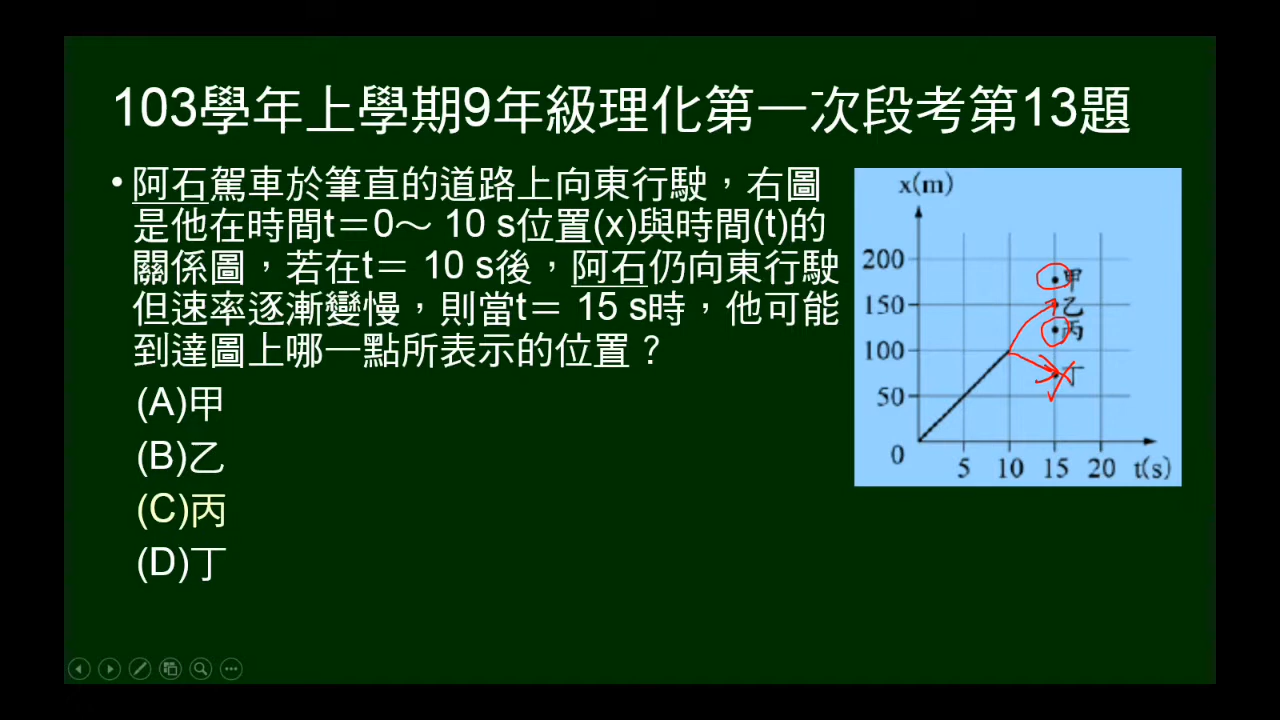 103學年上學期9年級理化第一次段考第13題
• 阿石駕車於筆直的道路上向東行駛，右圖
是他在時間t＝0～ 10 s位置(x)與時間(t)的
關係圖，若在t＝ 10 s後，阿石仍向東行駛
但速率逐漸變慢，則當t＝ 15 s時，他可能
到達圖上哪一點所表示的位置？
(A)甲
(B)乙
(C)丙
(D)丁
x(m)
200
甲
150
乙
丙
100
丁
50
0
5 10 15 20 t(s)